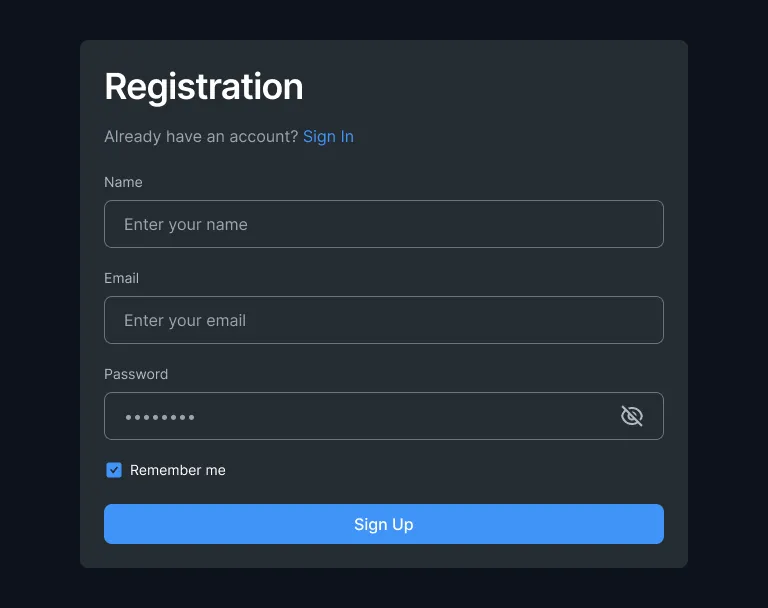 Registration
Already have an account? Sign In
Name
Enter your name
Email
Enter your email
Password
••••••••
Remember me
Sign Up